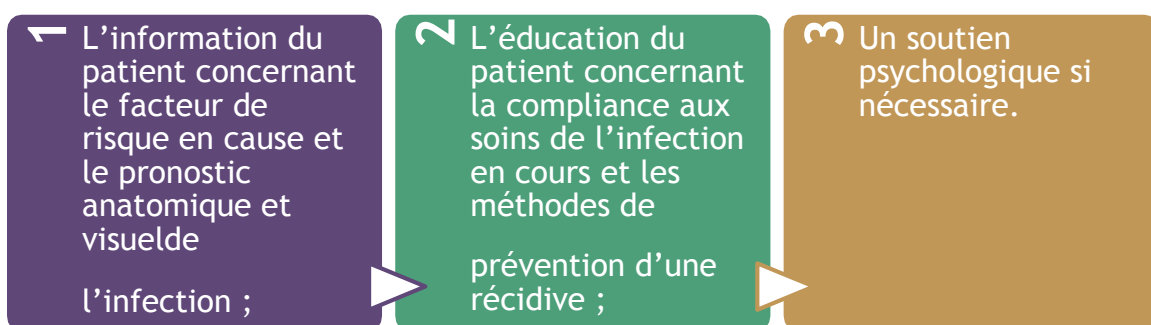 1
L’information du
patient concernant
le facteur de
risque en cause et
le pronostic
anatomique et
visuelde
l’infection ;
2
L’éducation du
patient concernant
la compliance aux
soins de l’infection
en cours et les
méthodes de
prévention d’une
récidive ;
3
Un soutien
psychologique si
nécessaire.